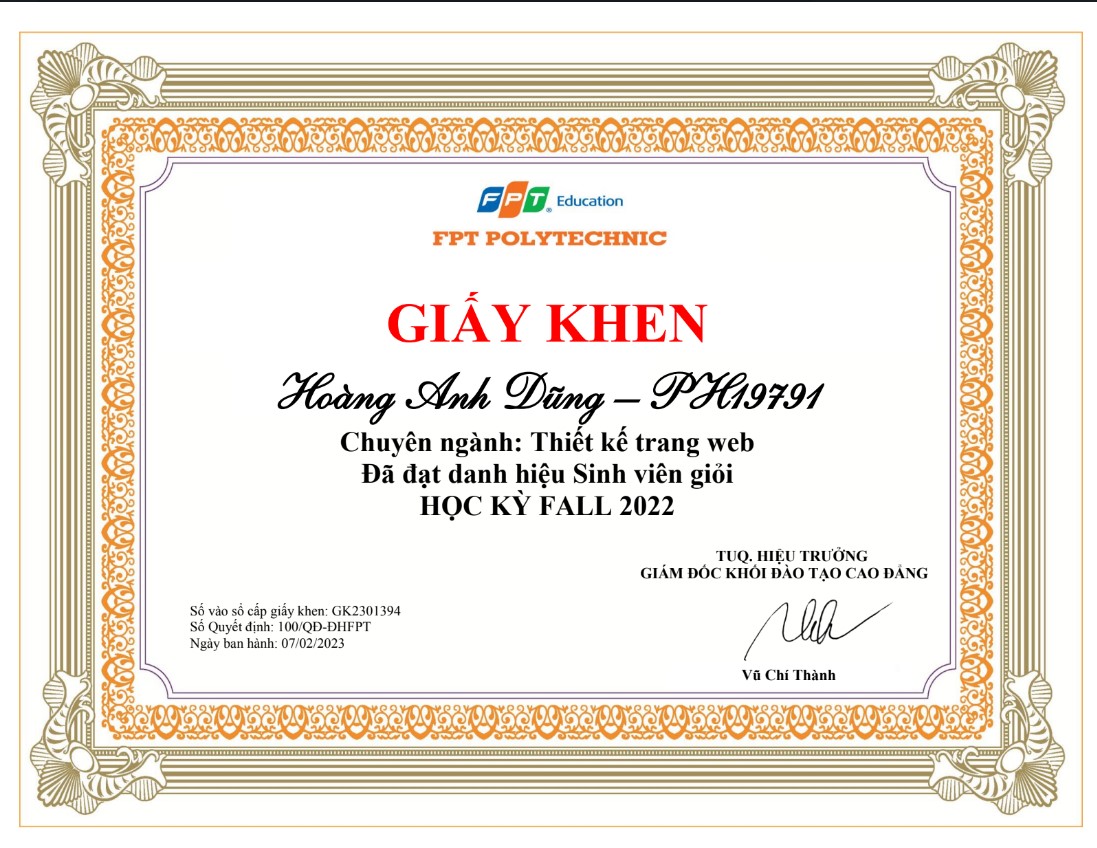 FPT Education
FPT POLYTECHNIC
GIẤY KHEN
Hoàng Anh Dũng – PH19791
Chuyên ngành: Thiết kế trang web
Đã đạt danh hiệu Sinh viên giỏi
HỌC KỲ FALL 2022
TUQ. HIỆU TRƯỞNG
GIÁM ĐỐC KHỐI ĐÀO TẠO CAO ĐẲNG
Số vào sổ cấp giấy khen: GK2301394
Số Quyết định: 100/QĐ-ĐHFPT
Ngày ban hành: 07/02/2023
Vũ Chí Thành